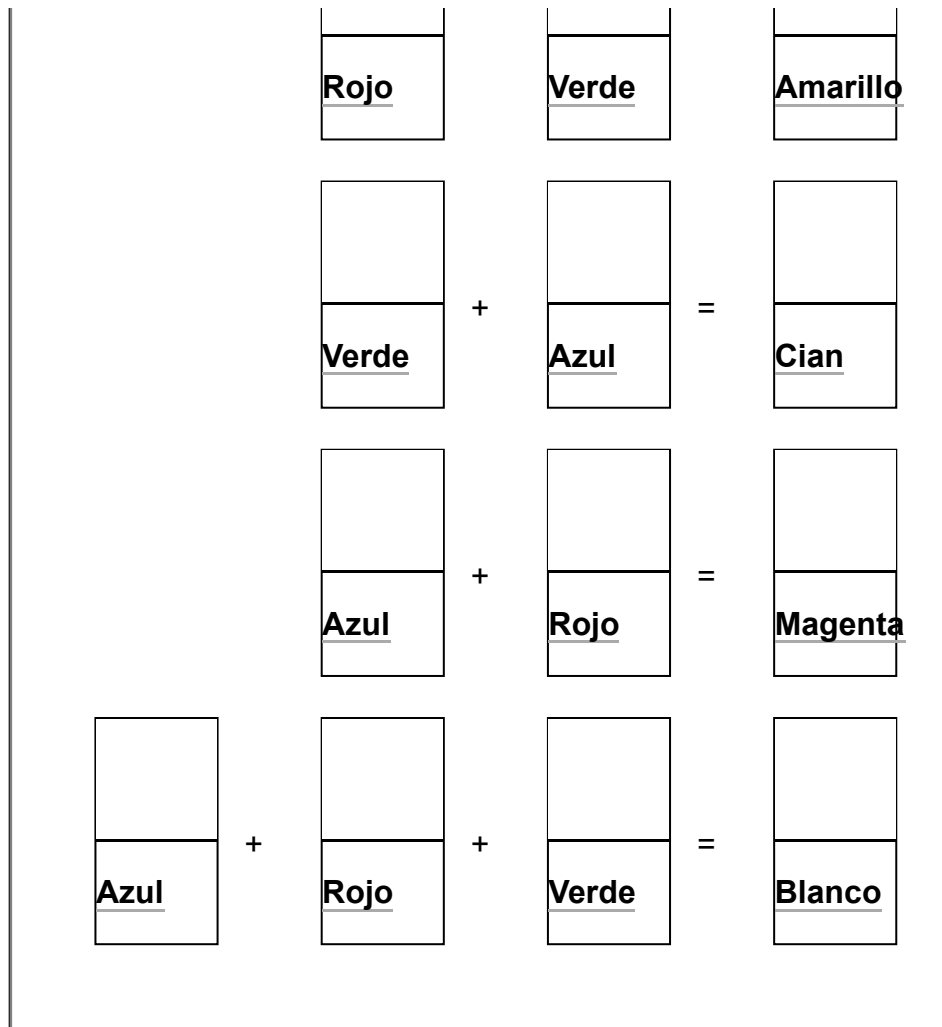 Rojo Verde Amarillo
+ =
Verde Azul Cian
+ =
Azul Rojo Magenta
+ + =
Azul Rojo Verde Blanco